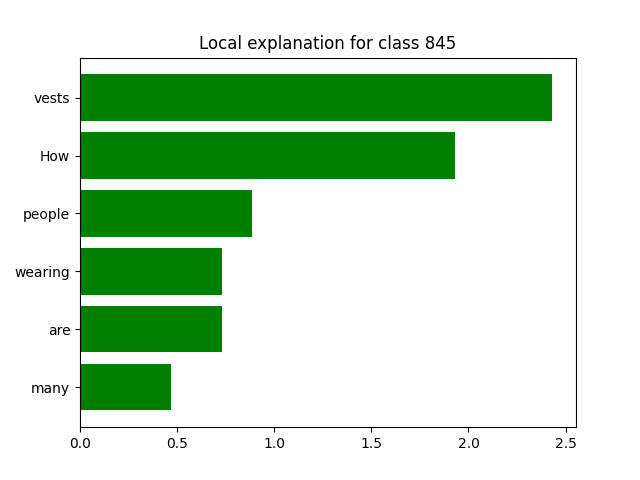 Local explanation for class 845
vests
How
people
wearing
are
many
0.0 0.5 1.0 1.5 2.0 2.5